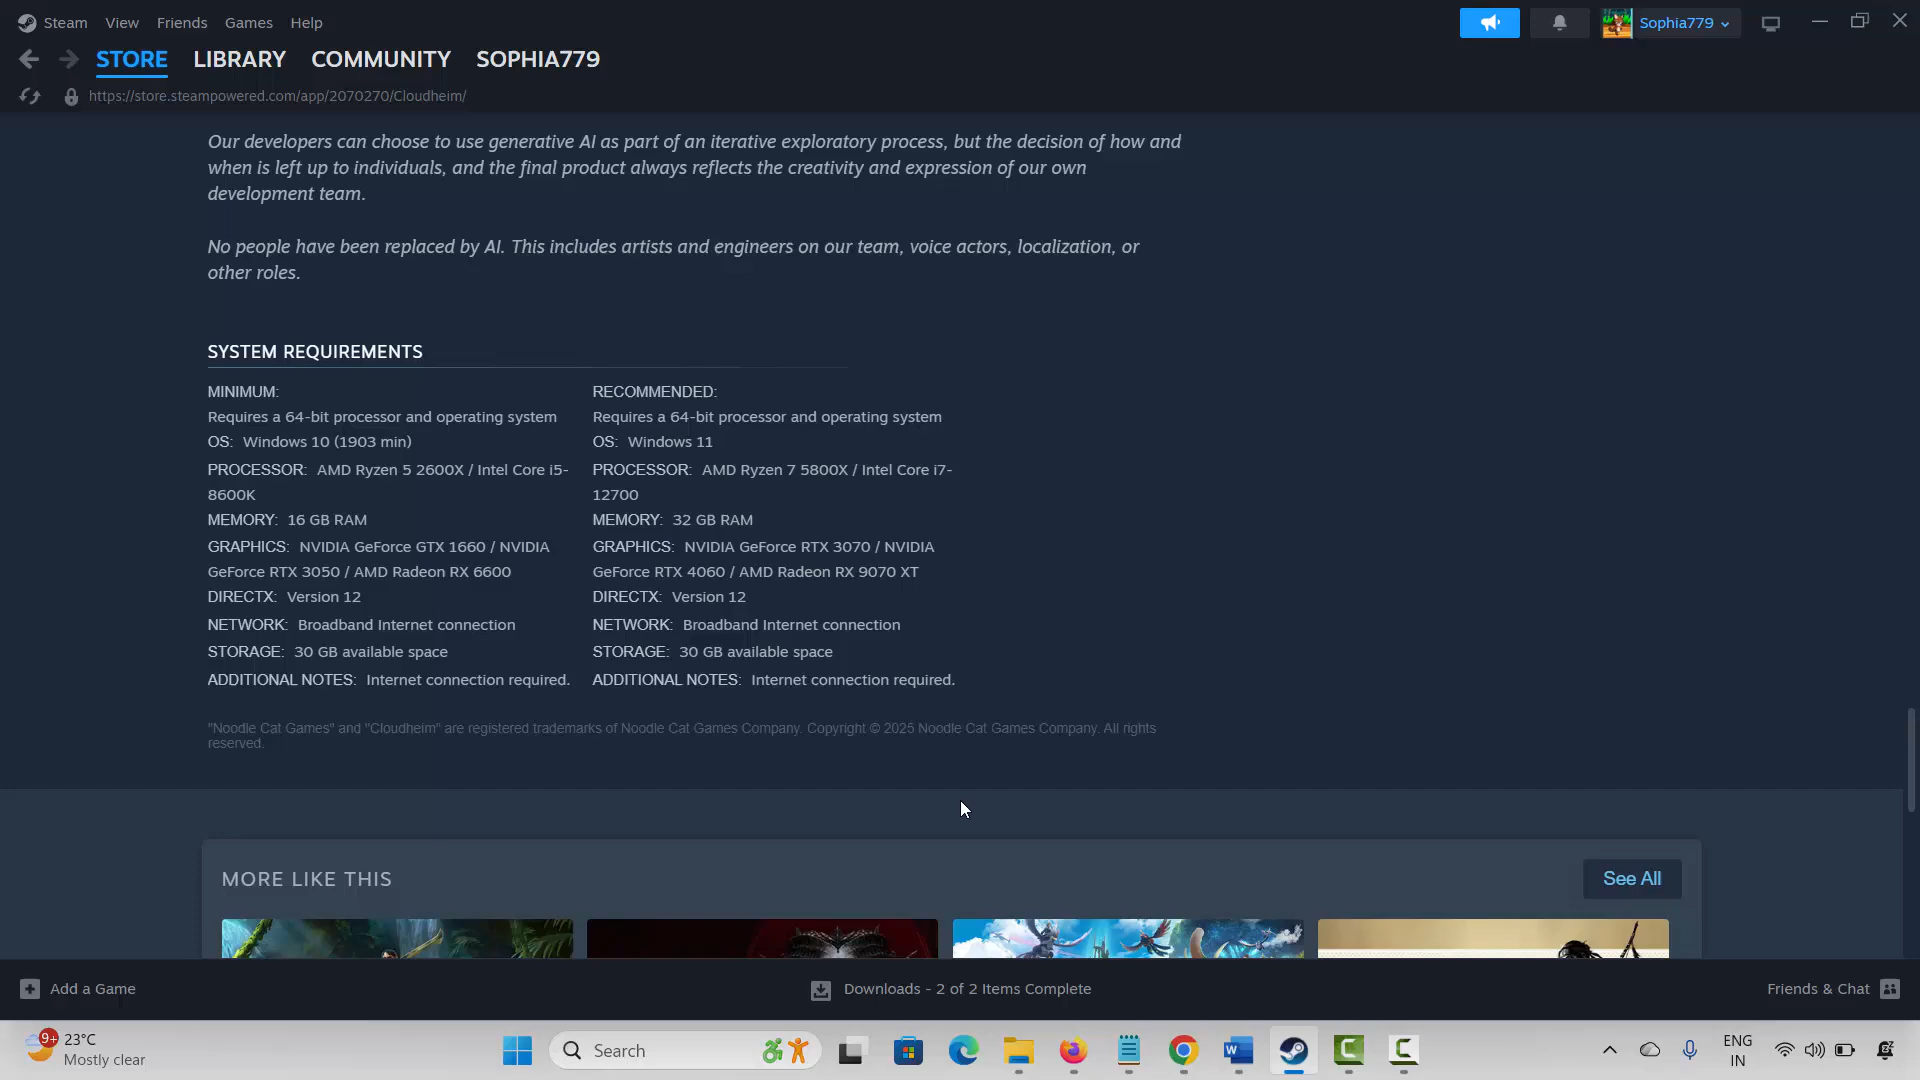 Steam View Friends Games Help
Sophia779
STORE LIBRARY COMMUNITY SOPHIA779
https://store.steampowered.com/app/2070270/Cloudheim/
Our developers can choose to use generative AI as part of an iterative exploratory process, but the decision of how and
when is left up to individuals, and the final product always reflects the creativity and expression of our own
development team.
No people have been replaced by AI. This includes artists and engineers on our team, voice actors, localization, or
other roles.
SYSTEM REQUIREMENTS
MINIMUM:
Requires a 64-bit processor and operating system
OS: Windows 10 (1903 min)
PROCESSOR: AMD Ryzen 5 2600X / Intel Core i5-
8600K
MEMORY: 16 GB RAM
GRAPHICS: NVIDIA GeForce GTX 1660 / NVIDIA
GeForce RTX 3050 / AMD Radeon RX 6600
DIRECTX: Version 12
NETWORK: Broadband Internet connection
STORAGE: 30 GB available space
ADDITIONAL NOTES: Internet connection required.
RECOMMENDED:
Requires a 64-bit processor and operating system
OS: Windows 11
PROCESSOR: AMD Ryzen 7 5800X / Intel Core i7-
12700
MEMORY: 32 GB RAM
GRAPHICS: NVIDIA GeForce RTX 3070 / NVIDIA
GeForce RTX 4060 / AMD Radeon RX 9070 XT
DIRECTX: Version 12
NETWORK: Broadband Internet connection
STORAGE: 30 GB available space
ADDITIONAL NOTES: Internet connection required.
"Noodle Cat Games" and "Cloudheim" are registered trademarks of Noodle Cat Games Company. Copyright © 2025 Noodle Cat Games Company. All rights
reserved.
MORE LIKE THIS
See All
Add a Game
Downloads - 2 of 2 Items Complete
Friends & Chat
9+
23°C
Mostly clear
Search
ENG
IN